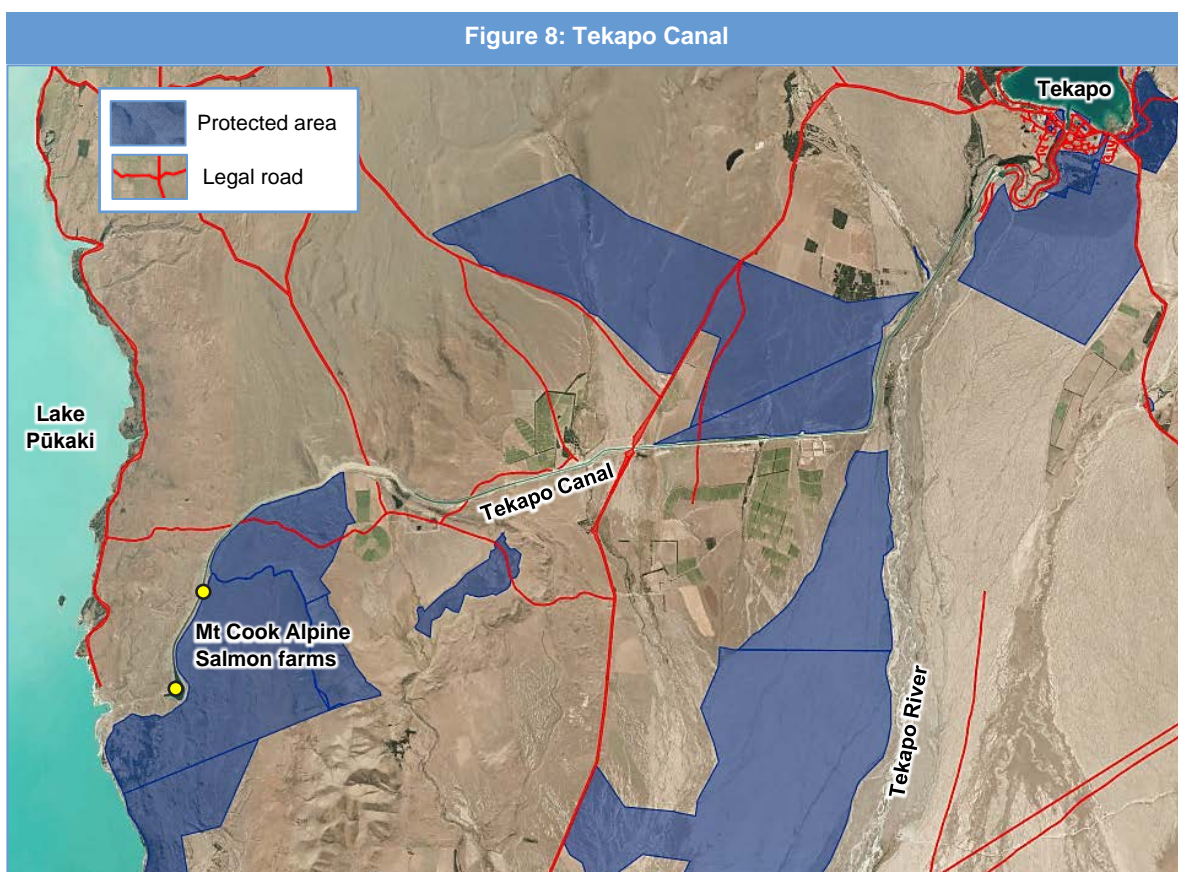 Figure 8: Tekapo Canal
Protected area
Legal road
Tekapo
Lake
Pūkaki
Tekapo Canal
Mt Cook Alpine
Salmon farms
Tekapo River